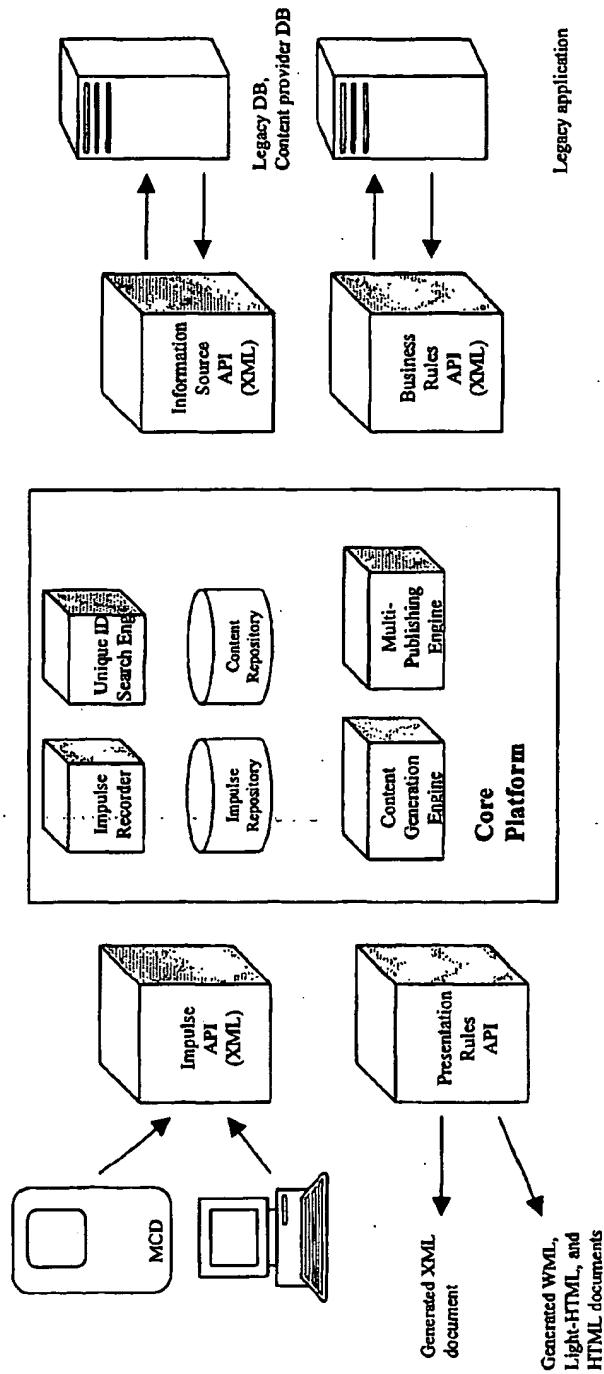 MCD
Impulse
API
(XML)
Presentation
Rules
API
Generated XML
document
Generated WML,
Light-HTML, and
HTML documents
Impulse
Recorder
Unique ID
Search Eng
Impulse
Repository
Content
Repository
Content
Generation
Engine
Multi-
Publishing
Engine
Core
Platform
Information
Source
API
(XML)
Business
Rules
API
(XML)
Legacy DB,
Content provider DB
Legacy application